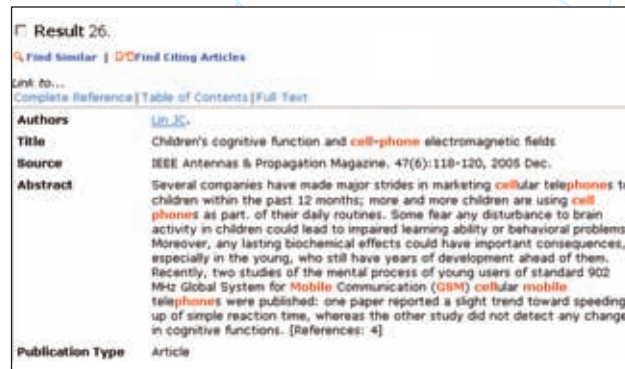 Result 26.
Find Similar | Find Citing Articles
Link to...
Complete Reference | Table of Contents | Full Text
Authors Lin JC.
Title Children's cognitive function and cell-phone electromagnetic fields
Source IEEE Antennas & Propagation Magazine. 47(6):118-120, 2005 Dec.
Abstract Several companies have made major strides in marketing cellular telephones to
children within the past 12 months; more and more children are using cell
phones as part. of their daily routines. Some fear any disturbance to brain
activity in children could lead to impaired learning ability or behavioral problems.
Moreover, any lasting biochemical effects could have important consequences,
especially in the young, who still have years of development ahead of them.
Recently, two studies of the mental process of young users of standard 902
MHz Global System for Mobile Communication (GSM) cellular mobile
telephones were published: one paper reported a slight trend toward speeding
up of simple reaction time, whereas the other study did not detect any change
in cognitive functions. [References: 4]
Publication Type Article